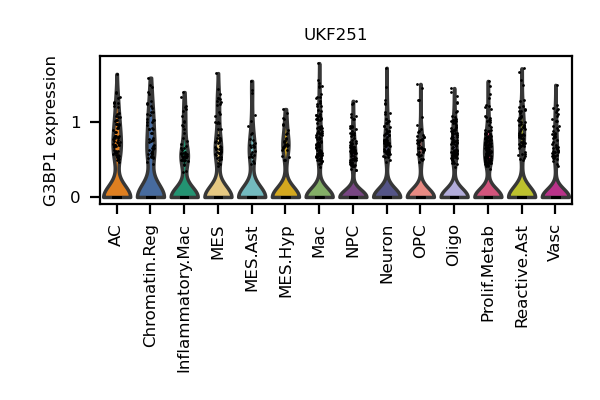 UKF251
G3BP1 expression
1
0
AC
Chromatin.Reg
Inflammatory.Mac
MES
MES.Ast
MES.Hyp
Mac
NPC
Neuron
OPC
Oligo
Prolif.Metab
Reactive.Ast
Vasc